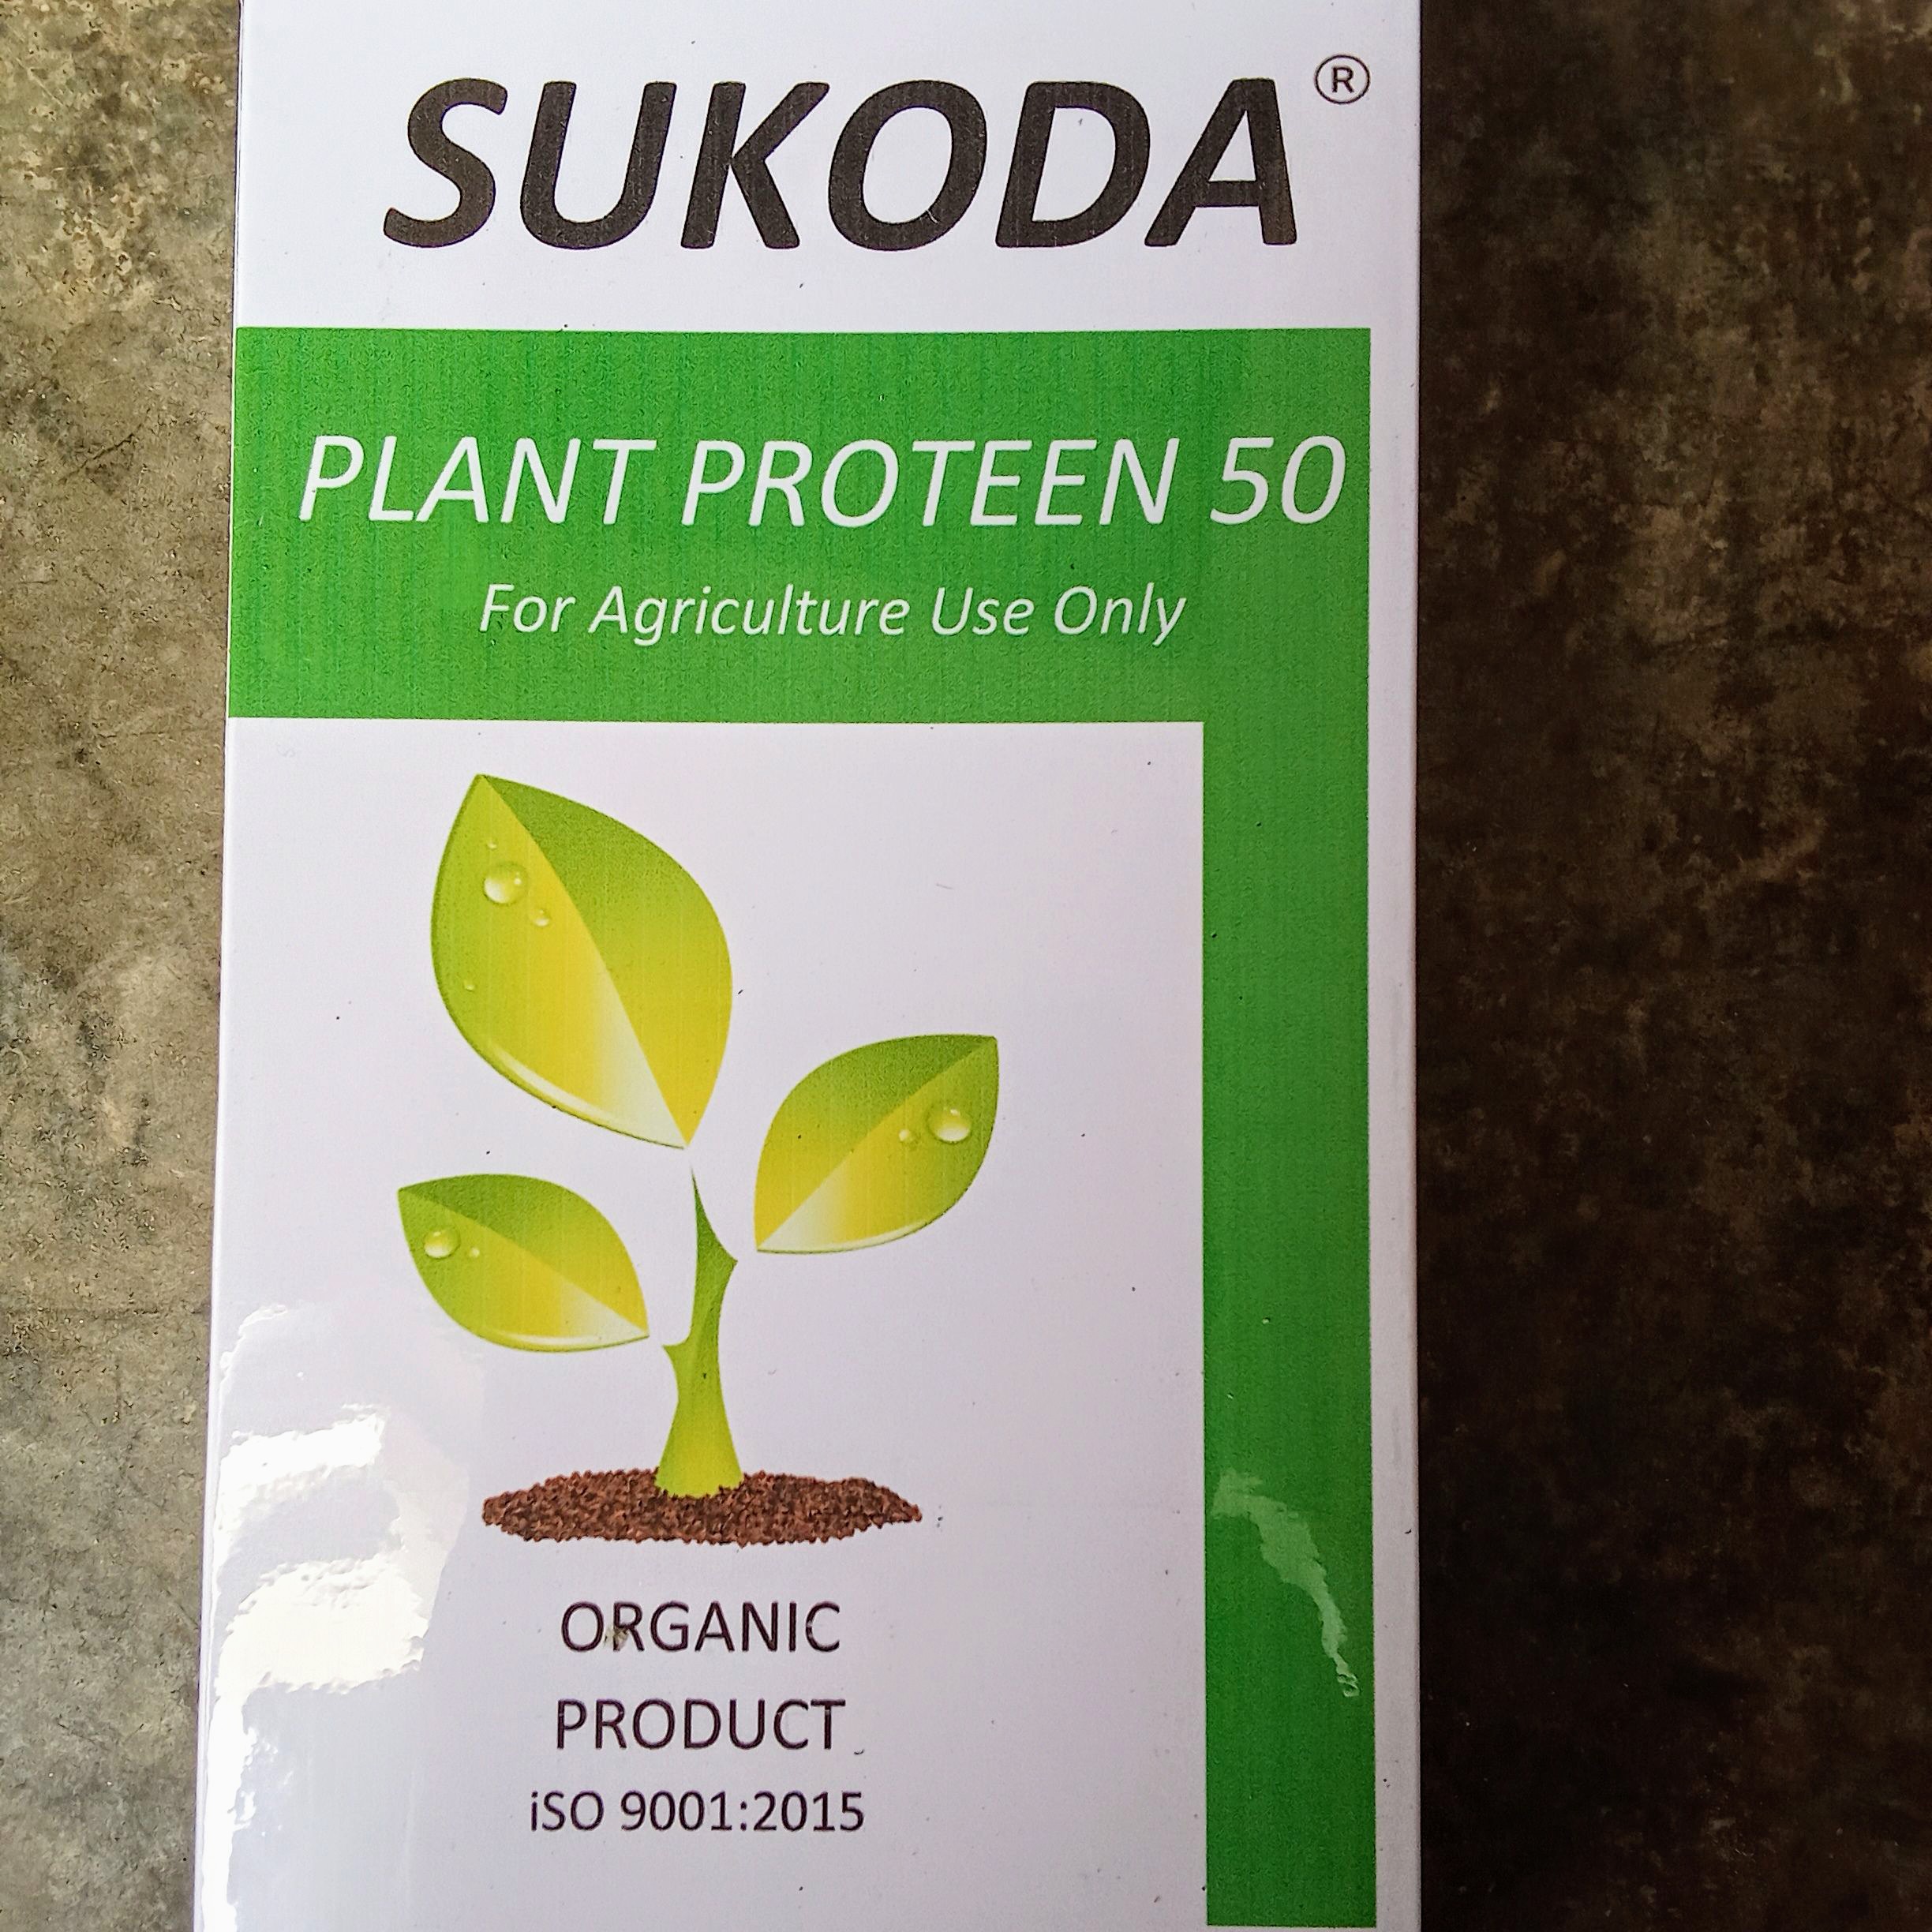 SUKODA®
PLANT PROTEEN 50
For Agriculture Use Only
ORGANIC
PRODUCT
iSO 9001:2015